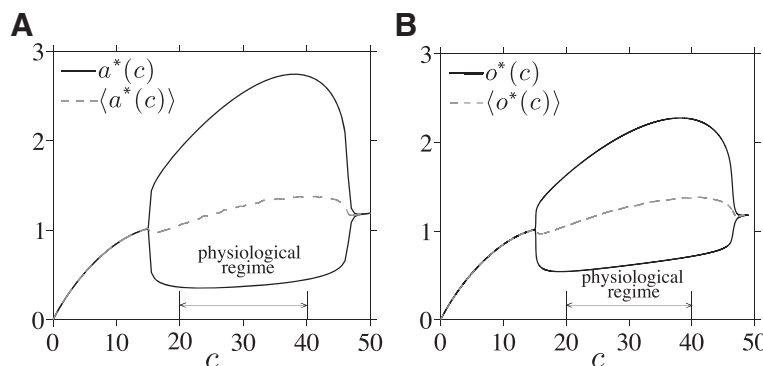 A
3
2
1
0
a*(c)
⟨a*(c)⟩
physiological
regime
0 10 20 30 40 50
c
B
3
2
1
0
o*(c)
⟨o*(c)⟩
physiological
regime
0 10 20 30 40 50
c